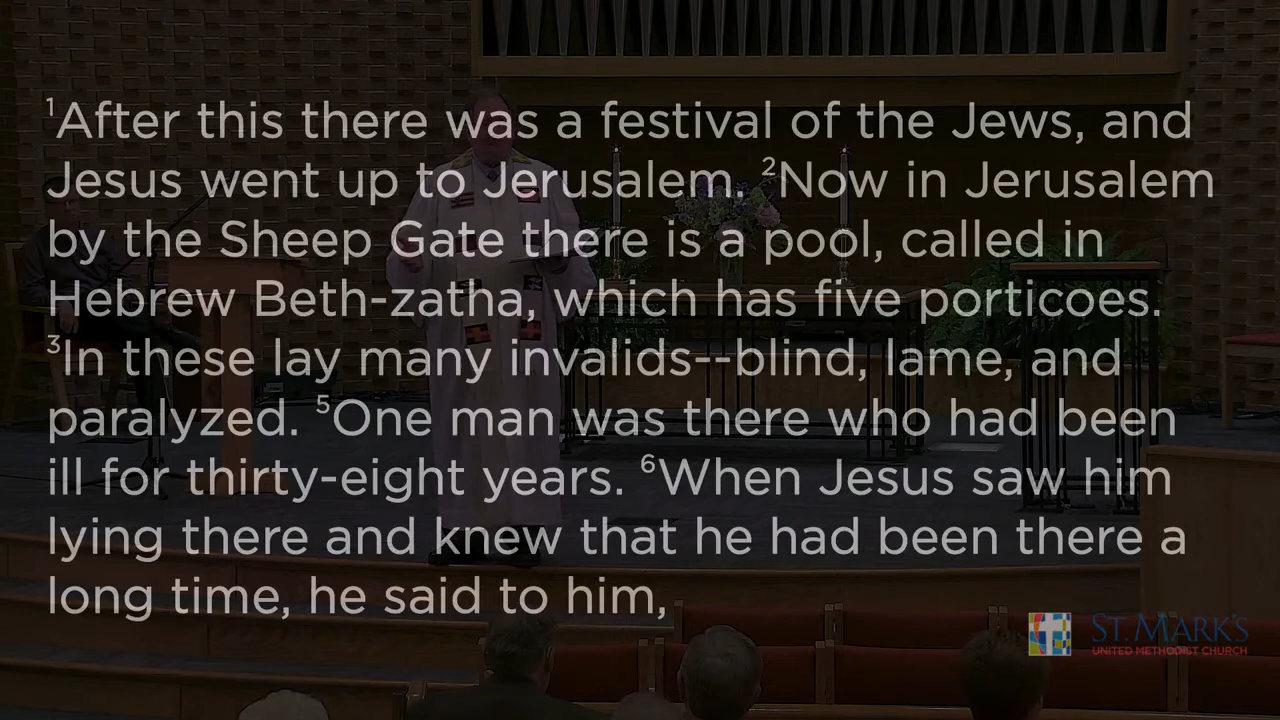 ¹After this there was a festival of the Jews, and
Jesus went up to Jerusalem. ²Now in Jerusalem
by the Sheep Gate there is a pool, called in
Hebrew Beth-zatha, which has five porticoes.
³In these lay many invalids--blind, lame, and
paralyzed. ⁵One man was there who had been
ill for thirty-eight years. ⁶When Jesus saw him
lying there and knew that he had been there a
long time, he said to him,
ST. MARK'S
UNITED METHODIST CHURCH